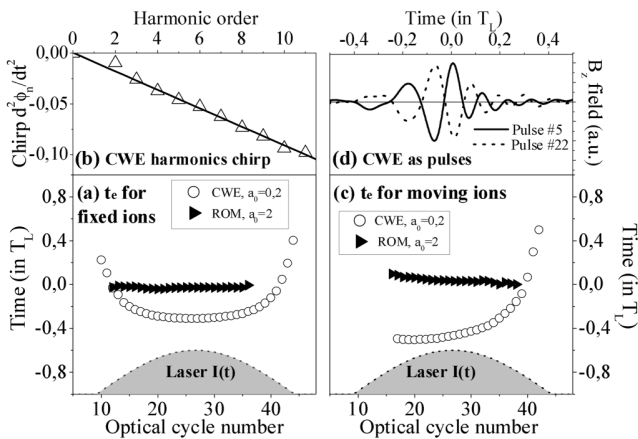 Harmonic order
0 2 4 6 8 10
Time (in T_L)
-0,4 -0,2 0,0 0,2 0,4
0,00
-0,05
-0,10
Chirp d²ϕ_n/dt²
(b) CWE harmonics chirp
B_z field (a.u.)
Pulse #5
Pulse #22
(d) CWE as pulses
0,8
0,4
0,0
-0,4
-0,8
Time (in T_L)
(a) t_e for
fixed ions
CWE, a_0=0,2
ROM, a_0=2
Laser I(t)
10 20 30 40
Optical cycle number
(c) t_e for moving ions
CWE, a_0=0,2
ROM, a_0=2
Laser I(t)
0,8
0,4
0,0
-0,4
-0,8
Time (in T_L)
10 20 30 40
Optical cycle number